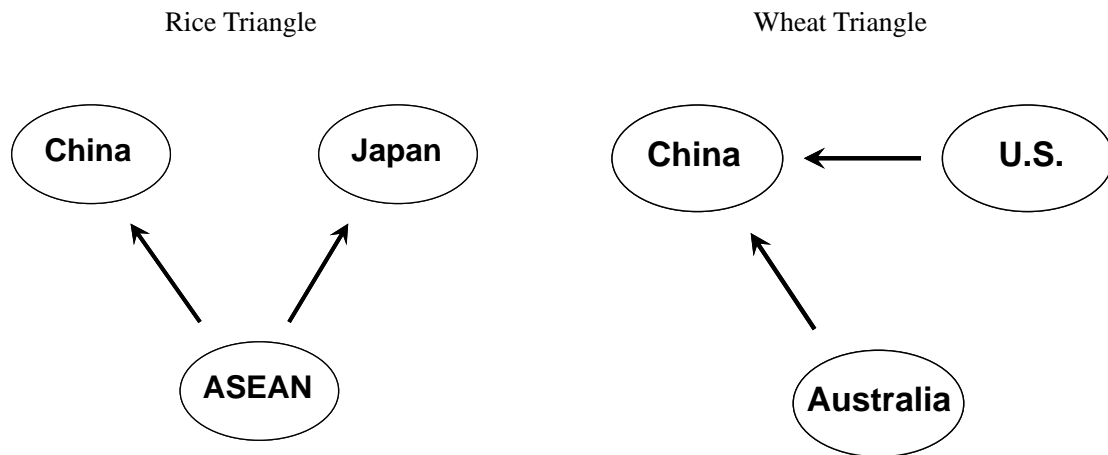 Rice Triangle
Wheat Triangle
China
Japan
China
U.S.
ASEAN
Australia